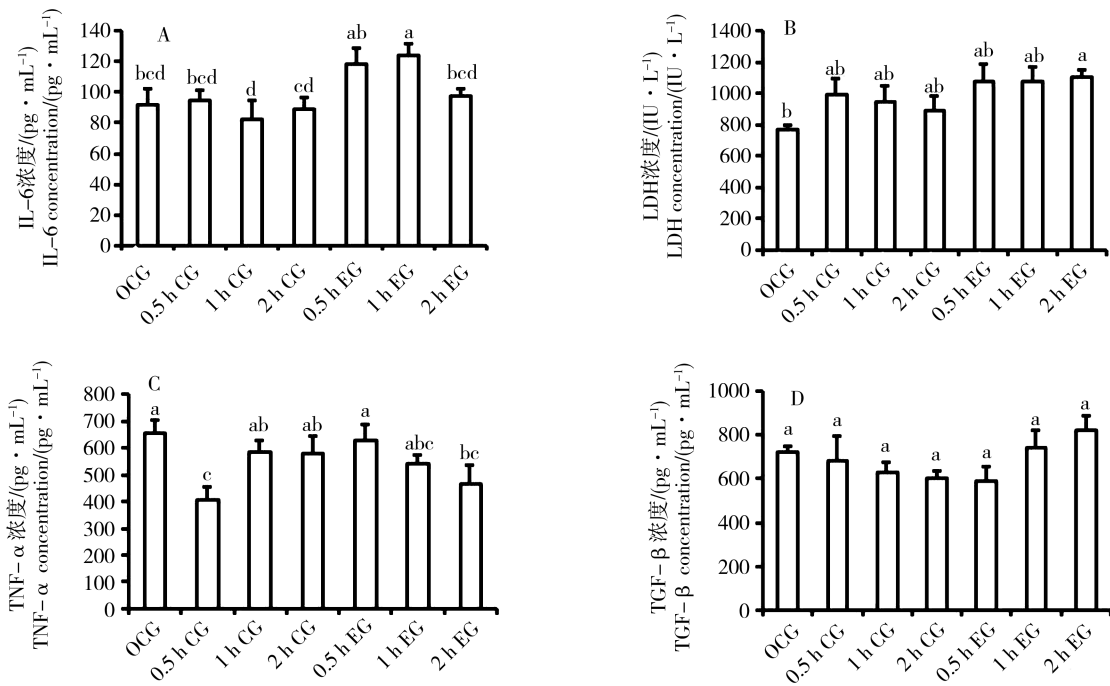 A
IL-6浓度/(pg·mL⁻¹)
IL-6 concentration/(pg·mL⁻¹)
140
120
100
80
60
40
20
0
bcd
bcd
d
cd
ab
a
bcd
OCG
0.5 h CG
1 h CG
2 h CG
0.5 h EG
1 h EG
2 h EG
B
LDH浓度/(IU·L⁻¹)
LDH concentration/(IU·L⁻¹)
1400
1200
1000
800
600
400
200
0
b
ab
ab
ab
ab
ab
a
OCG
0.5 h CG
1 h CG
2 h CG
0.5 h EG
1 h EG
2 h EG
C
TNF-α浓度/(pg·mL⁻¹)
TNF-α concentration/(pg·mL⁻¹)
800
700
600
500
400
300
200
100
0
a
c
ab
ab
a
abc
bc
OCG
0.5 h CG
1 h CG
2 h CG
0.5 h EG
1 h EG
2 h EG
D
TGF-β浓度/(pg·mL⁻¹)
TGF-β concentration/(pg·mL⁻¹)
1000
800
600
400
200
0
a
a
a
a
a
a
a
OCG
0.5 h CG
1 h CG
2 h CG
0.5 h EG
1 h EG
2 h EG